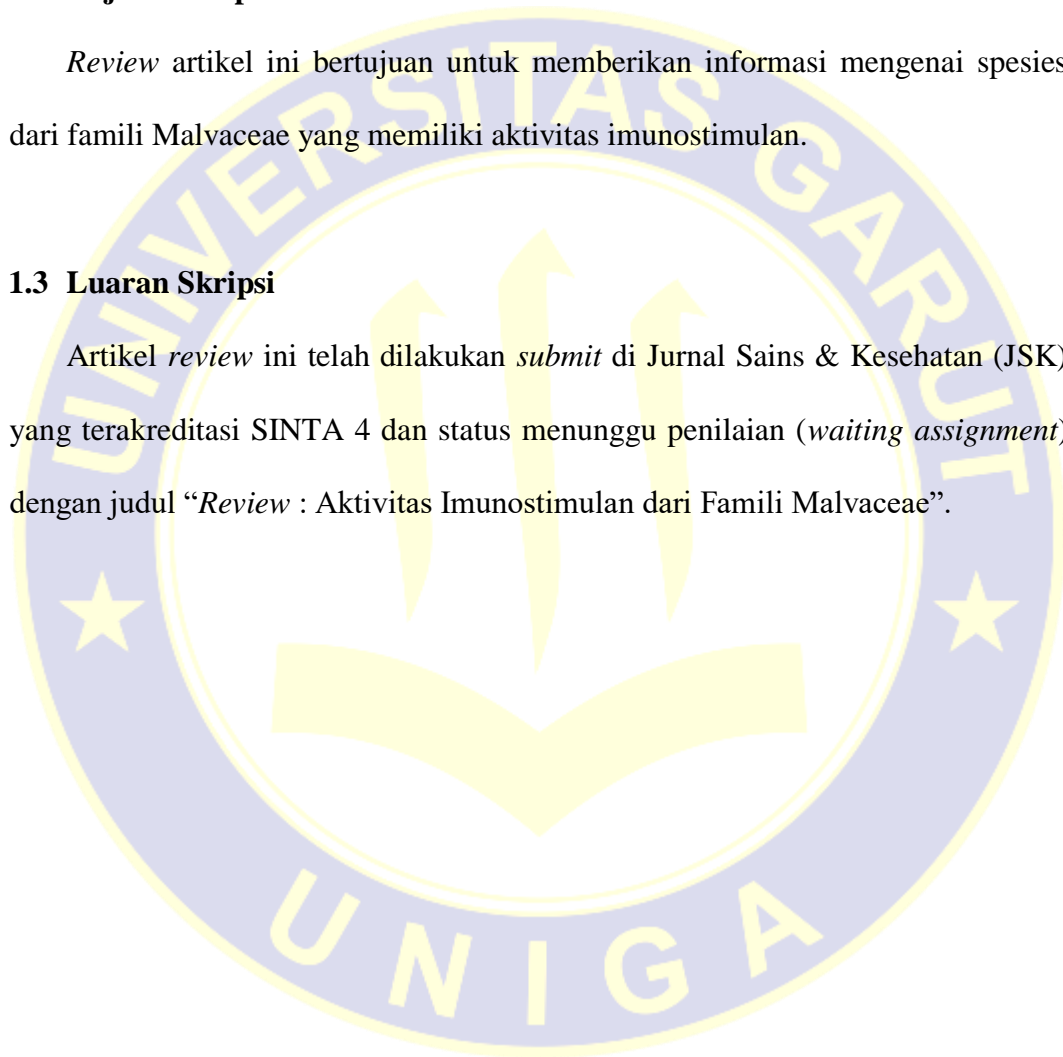 Review artikel ini bertujuan untuk memberikan informasi mengenai spesies
dari famili Malvaceae yang memiliki aktivitas imunostimulan.
1.3 Luaran Skripsi
Artikel review ini telah dilakukan submit di Jurnal Sains & Kesehatan (JSK)
yang terakreditasi SINTA 4 dan status menunggu penilaian (waiting assignment)
dengan judul “Review : Aktivitas Imunostimulan dari Famili Malvaceae”.
UNIVERSITAS GARUT
UNIGA